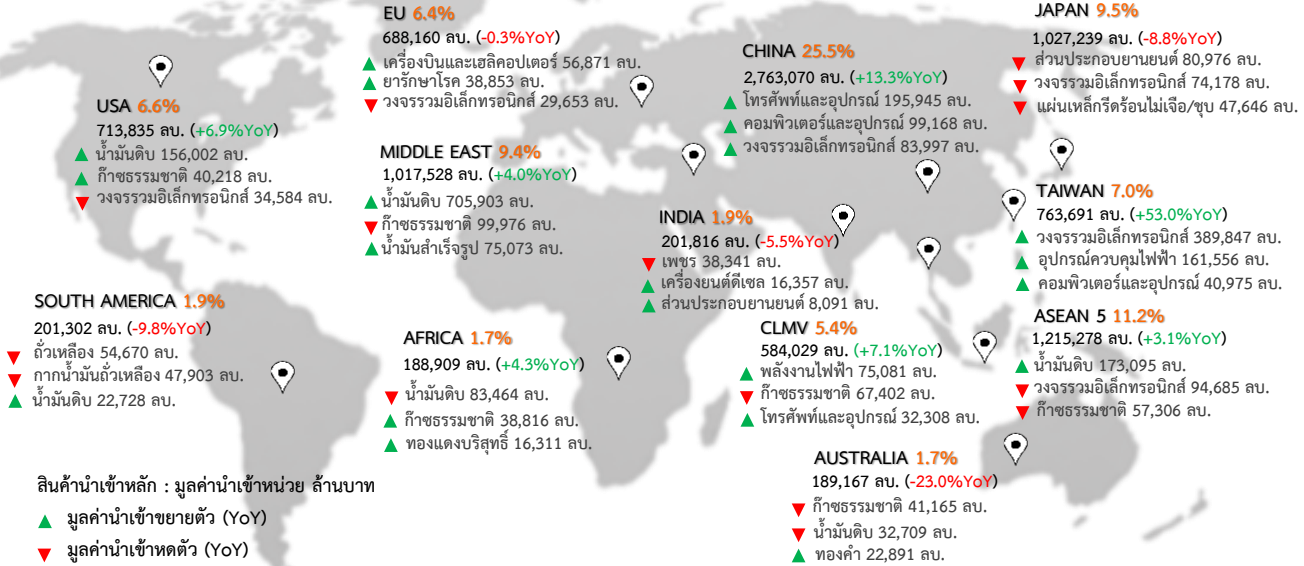 EU 6.4%
688,160 ลบ. (-0.3%YoY)
เครื่องบินและเฮลิคอปเตอร์ 56,871 ลบ.
ยารักษาโรค 38,853 ลบ.
วงจรรวมอิเล็กทรอนิกส์ 29,653 ลบ.
JAPAN 9.5%
1,027,239 ลบ. (-8.8%YoY)
ส่วนประกอบยานยนต์ 80,976 ลบ.
วงจรรวมอิเล็กทรอนิกส์ 74,178 ลบ.
แผ่นเหล็กรีดร้อนไม่เจือ/ชุบ 47,646 ลบ.
CHINA 25.5%
2,763,070 ลบ. (+13.3%YoY)
โทรศัพท์และอุปกรณ์ 195,945 ลบ.
คอมพิวเตอร์และอุปกรณ์ 99,168 ลบ.
วงจรรวมอิเล็กทรอนิกส์ 83,997 ลบ.
USA 6.6%
713,835 ลบ. (+6.9%YoY)
น้ำมันดิบ 156,002 ลบ.
ก๊าซธรรมชาติ 40,218 ลบ.
วงจรรวมอิเล็กทรอนิกส์ 34,584 ลบ.
MIDDLE EAST 9.4%
1,017,528 ลบ. (+4.0%YoY)
น้ำมันดิบ 705,903 ลบ.
ก๊าซธรรมชาติ 99,976 ลบ.
น้ำมันสำเร็จรูป 75,073 ลบ.
INDIA 1.9%
201,816 ลบ. (-5.5%YoY)
เพชร 38,341 ลบ.
เครื่องยนต์ดีเซล 16,357 ลบ.
ส่วนประกอบยานยนต์ 8,091 ลบ.
TAIWAN 7.0%
763,691 ลบ. (+53.0%YoY)
วงจรรวมอิเล็กทรอนิกส์ 389,847 ลบ.
อุปกรณ์ควบคุมไฟฟ้า 161,556 ลบ.
คอมพิวเตอร์และอุปกรณ์ 40,975 ลบ.
SOUTH AMERICA 1.9%
201,302 ลบ. (-9.8%YoY)
ถั่วเหลือง 54,670 ลบ.
กากน้ำมันถั่วเหลือง 47,903 ลบ.
น้ำมันดิบ 22,728 ลบ.
AFRICA 1.7%
188,909 ลบ. (+4.3%YoY)
น้ำมันดิบ 83,464 ลบ.
ก๊าซธรรมชาติ 38,816 ลบ.
ทองแดงบริสุทธิ์ 16,311 ลบ.
CLMV 5.4%
584,029 ลบ. (+7.1%YoY)
พลังงานไฟฟ้า 75,081 ลบ.
ก๊าซธรรมชาติ 67,402 ลบ.
โทรศัพท์และอุปกรณ์ 32,308 ลบ.
ASEAN 5 11.2%
1,215,278 ลบ. (+3.1%YoY)
น้ำมันดิบ 173,095 ลบ.
วงจรรวมอิเล็กทรอนิกส์ 94,685 ลบ.
ก๊าซธรรมชาติ 57,306 ลบ.
AUSTRALIA 1.7%
189,167 ลบ. (-23.0%YoY)
ก๊าซธรรมชาติ 41,165 ลบ.
น้ำมันดิบ 32,709 ลบ.
ทองคำ 22,891 ลบ.
สินค้านำเข้าหลัก : มูลค่านำเข้าหน่วย ล้านบาท
มูลค่านำเข้าขยายตัว (YoY)
มูลค่านำเข้าหดตัว (YoY)